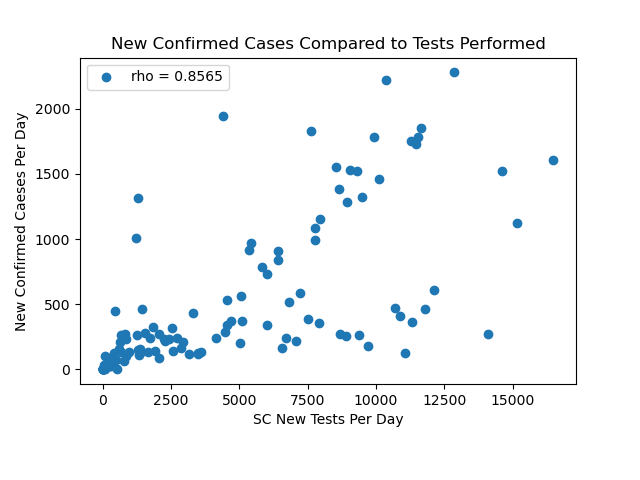 New Confirmed Cases Compared to Tests Performed
rho = 0.8565
New Confirmed Caeses Per Day
2000
1500
1000
500
0
0 2500 5000 7500 10000 12500 15000
SC New Tests Per Day